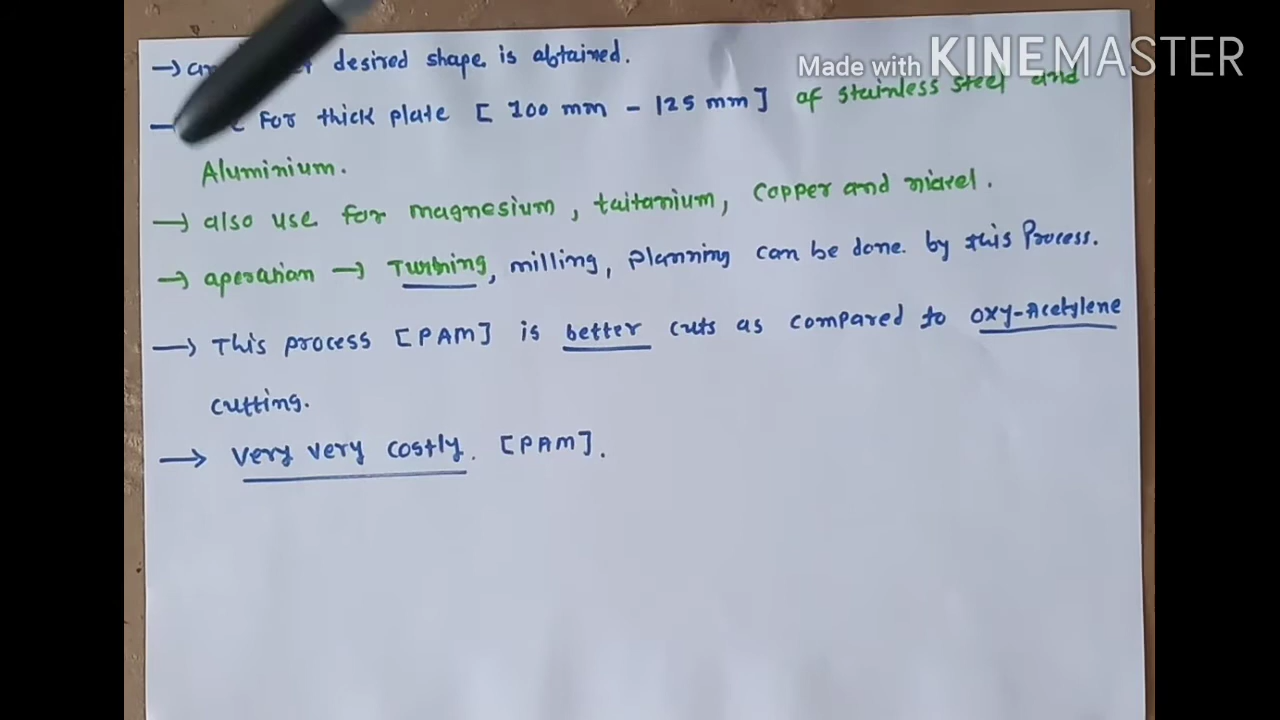 Made with KINEMASTER
→ desired shape is obtained.
→ For thick plate [ 100 mm - 125 mm ] of stainless steel and
Aluminium.
→ also use for magnesium, taitanium, copper and nickel.
→ operation → Turning, milling, planning can be done. by this Process.
→ This process [PAM] is better cuts as compared to oxy-Acetylene
cutting.
→ very very costly. [PAM].